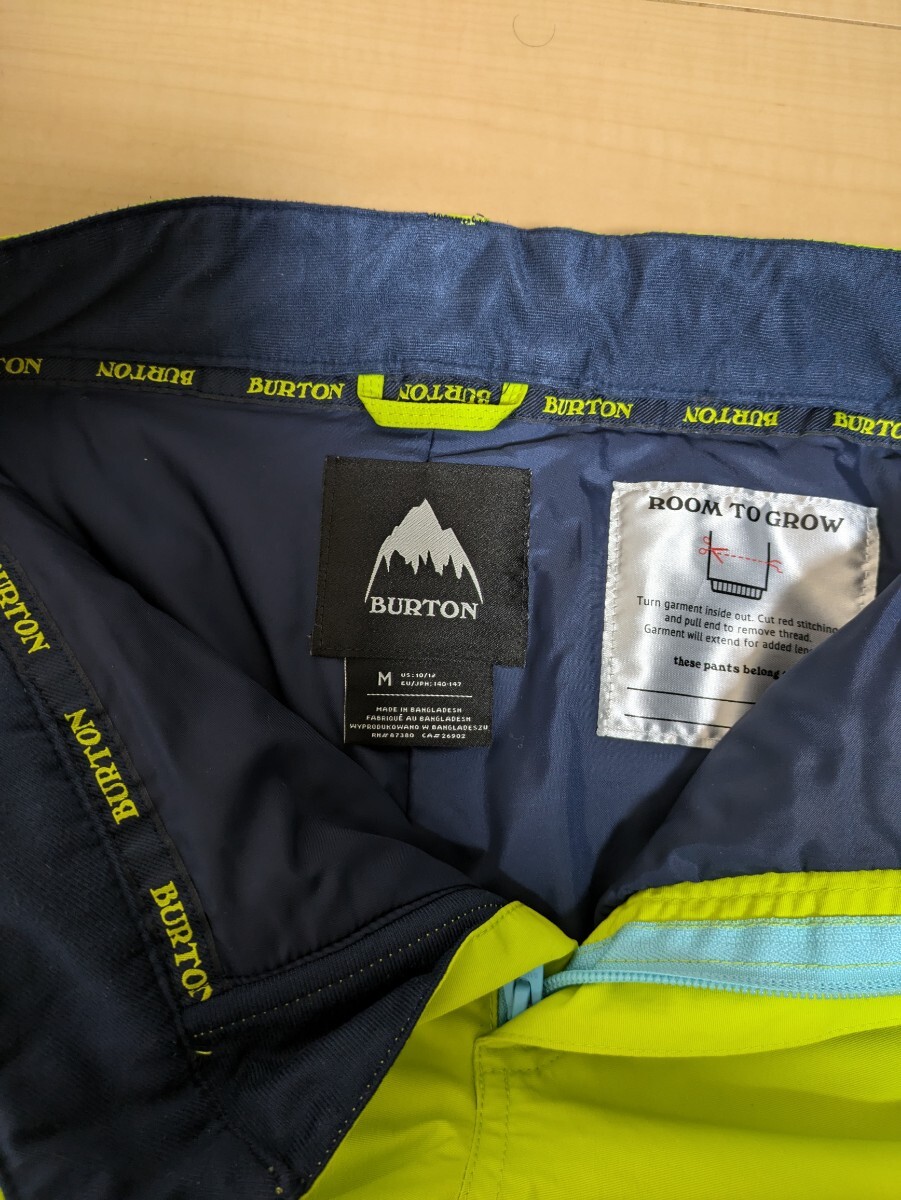 BURTON
BURTON
BURTON
BURTON
BURTON
BURTON
BURTON
BURTON
BURTON
M US:10/12
EU/JPN:140-147
MADE IN BANGLADESH
FABRIQUÉ AU BANGLADESH
WYPRODUKOWANO W BANGLADESZU
RN# 87380 CA# 26902
ROOM TO GROW
Turn garment inside out. Cut red stitching
and pull end to remove thread.
Garment will extend for added
these pants belong